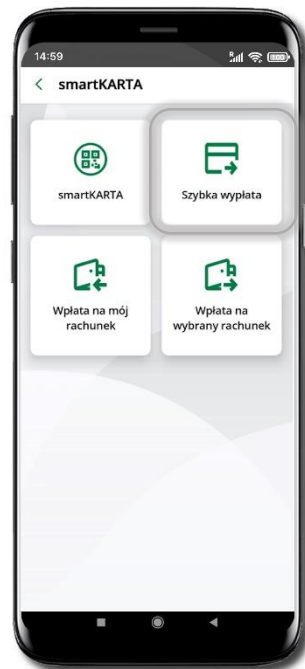 14:59
smartKARTA
smartKARTA
Szybka wypłata
Wpłata na mój
rachunek
Wpłata na
wybrany rachunek